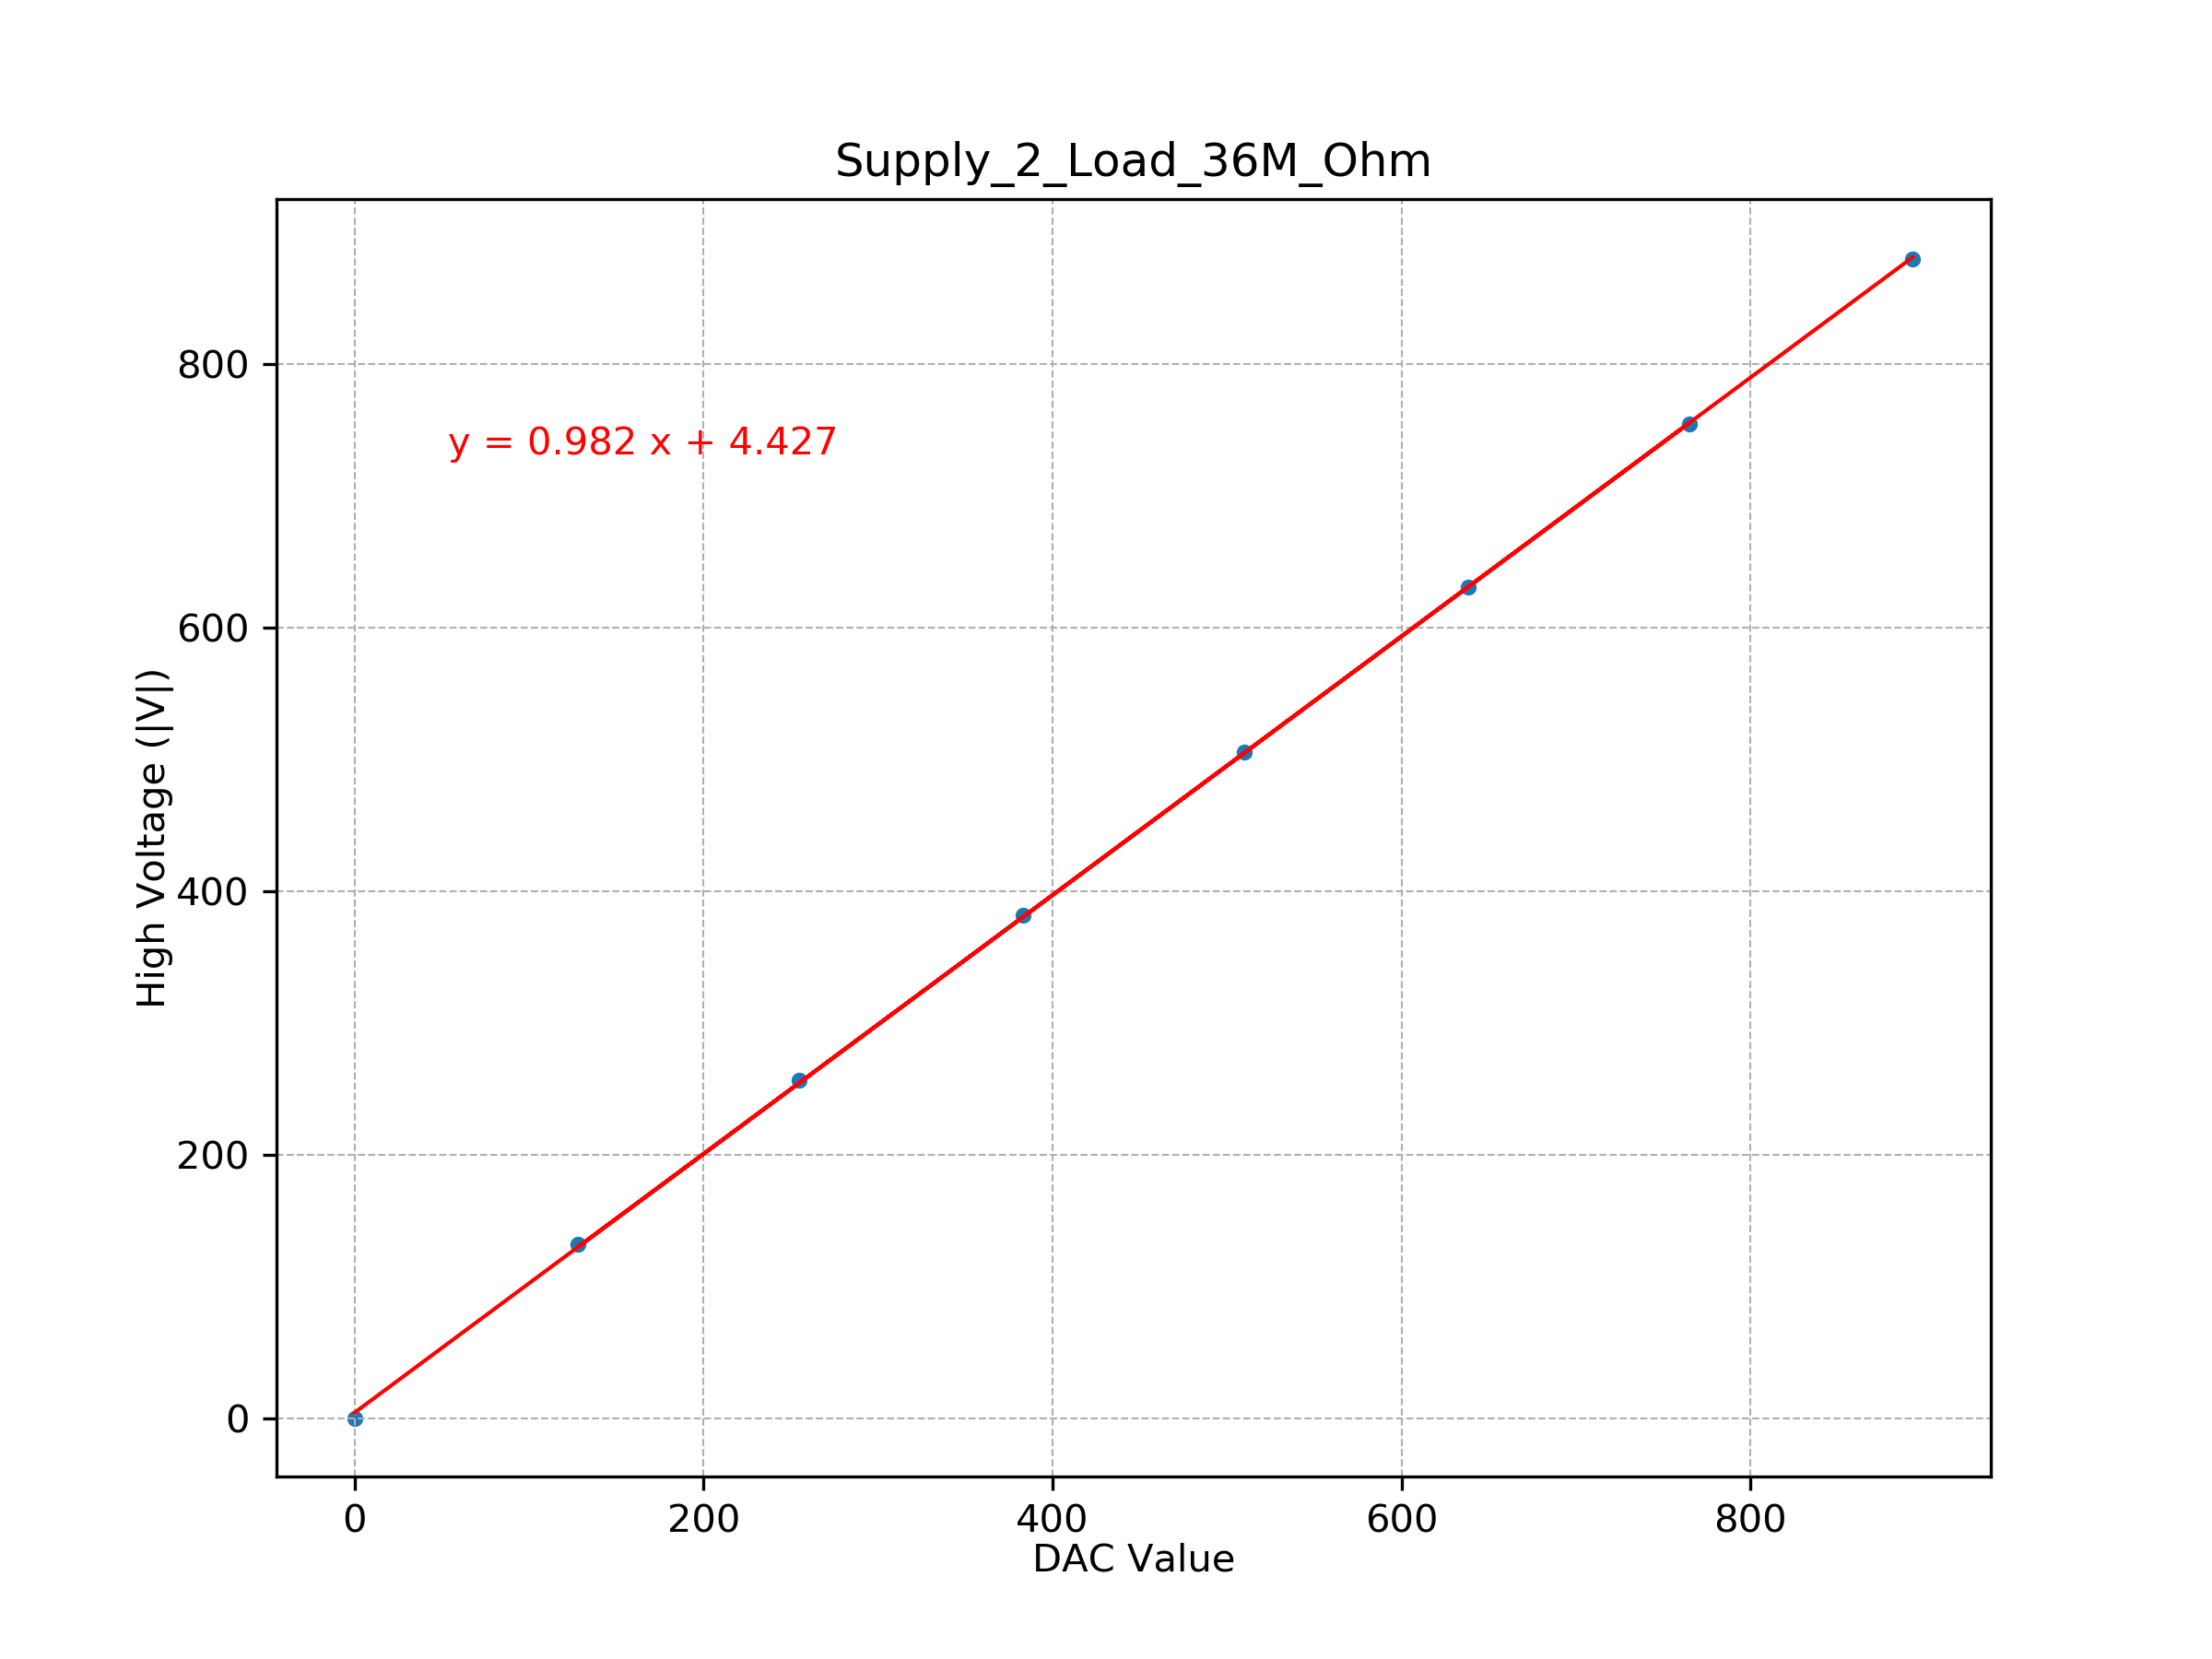 Supply_2_Load_36M_Ohm
y = 0.982 x + 4.427
High Voltage (|V|)
800
600
400
200
0
0 200 400 600 800
DAC Value